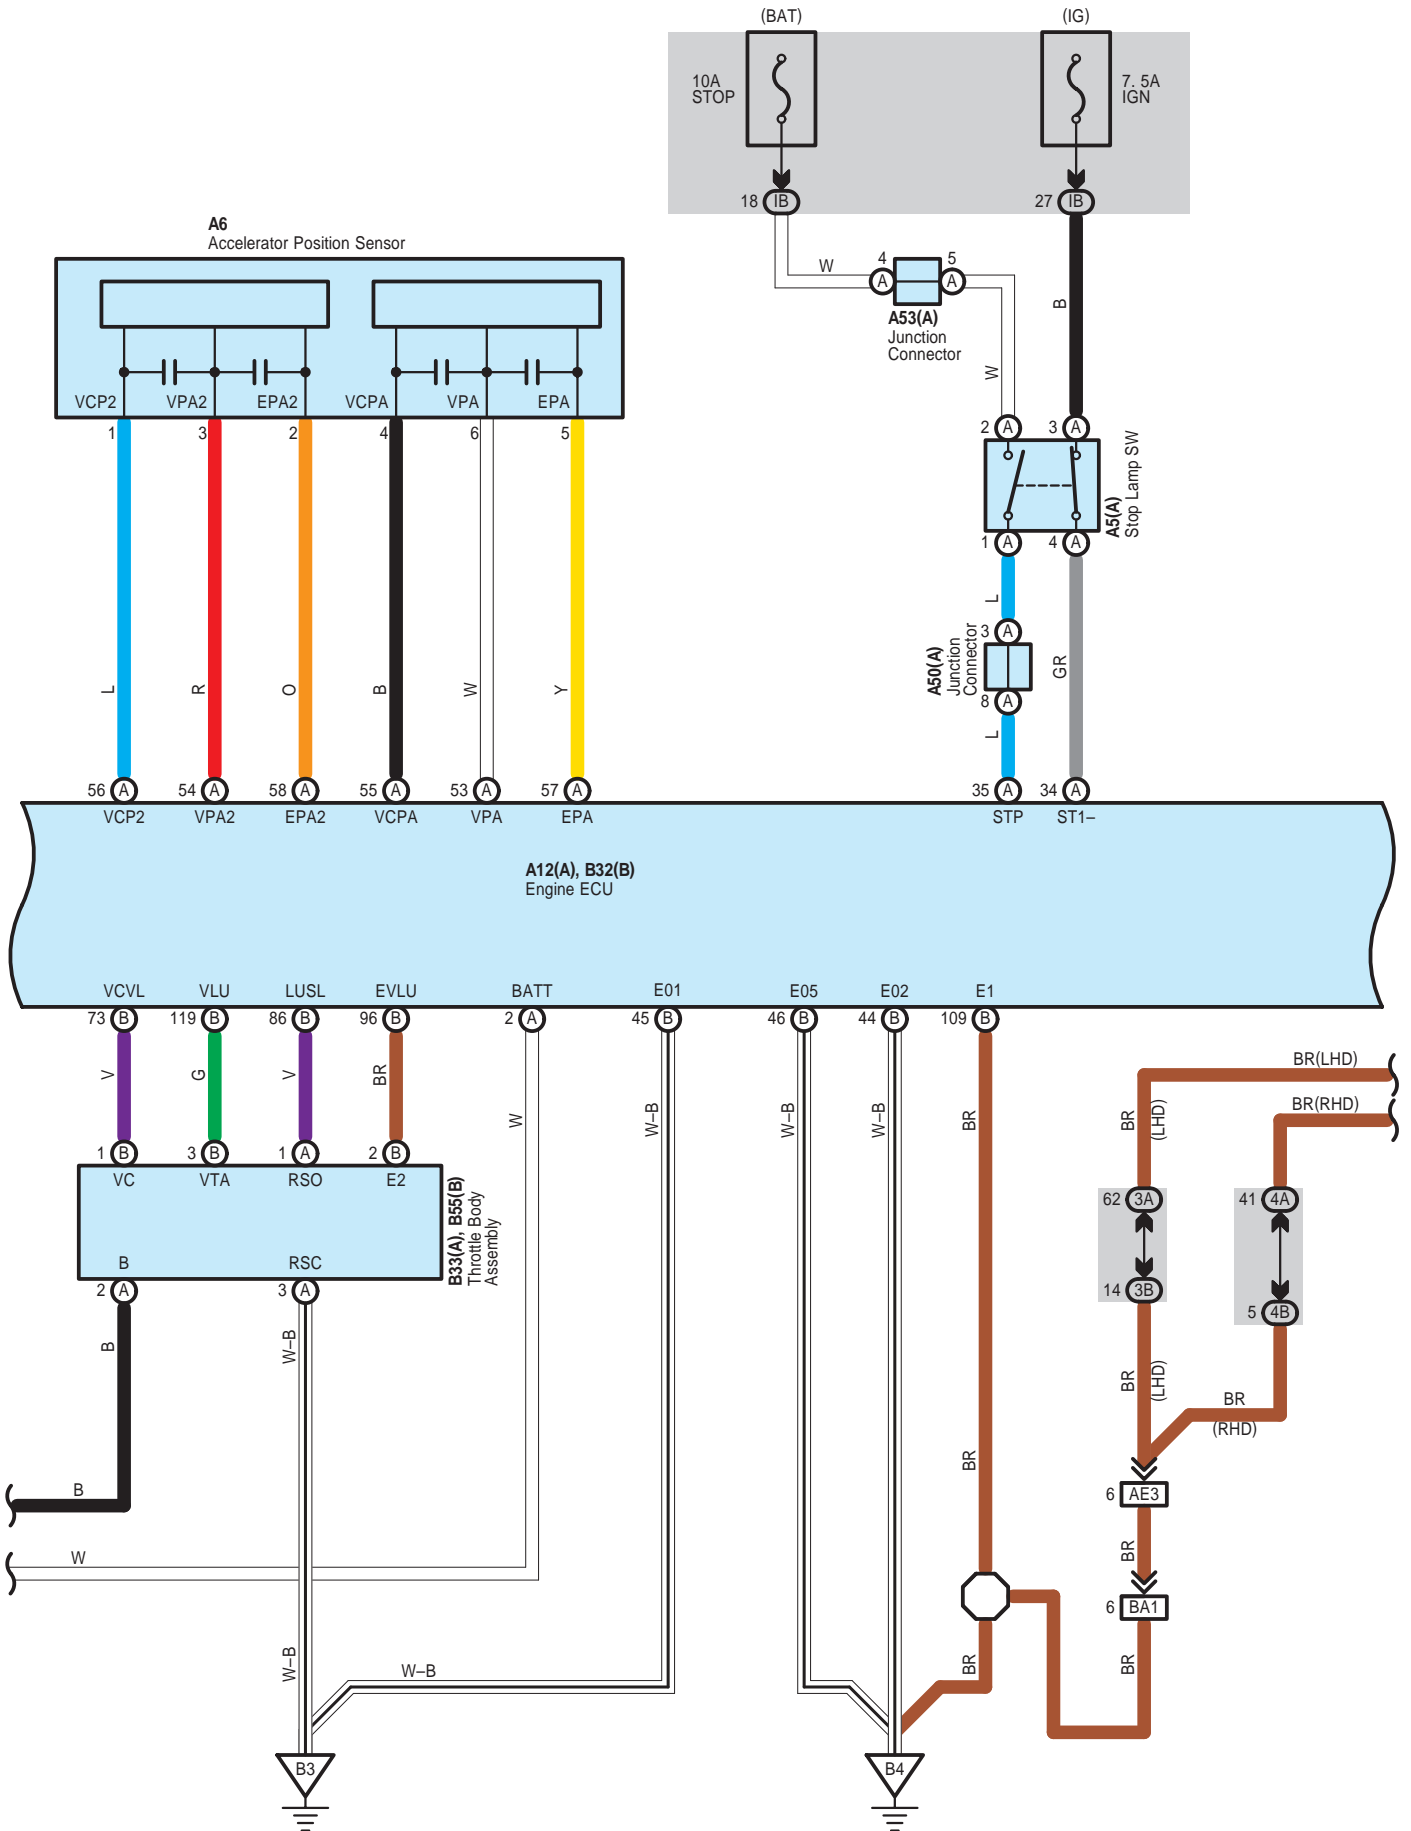 (BAT)
(IG)
10A
STOP
7. 5A
IGN
18
IB
27
IB
A6
Accelerator Position Sensor
W
4
5
A
A
A53(A)
Junction
Connector
W
B
VCP2
VPA2
EPA2
VCPA
VPA
EPA
1
3
2
4
6
5
2
A
3
A
A5(A)
Stop Lamp SW
1
A
4
A
L
3
A
A50(A)
Junction
Connector
8
A
L
GR
L
R
O
B
W
Y
56
A
54
A
58
A
55
A
53
A
57
A
35
A
34
A
VCP2
VPA2
EPA2
VCPA
VPA
EPA
STP
ST1–
A12(A), B32(B)
Engine ECU
VCVL
VLU
LUSL
EVLU
BATT
E01
E05
E02
E1
73
B
119
B
86
B
96
B
2
A
45
B
46
B
44
B
109
B
V
G
V
BR
W
W–B
W–B
W–B
BR
BR(LHD)
BR(RHD)
BR
(LHD)
1
B
3
B
1
A
2
B
VC
VTA
RSO
E2
B33(A), B55(B)
Throttle Body
Assembly
B
RSC
2
A
3
A
62
3A
41
4A
14
3B
5
4B
B
W–B
BR
(LHD)
BR
(RHD)
BR
B
6
AE3
W
BR
6
BA1
W–B
W–B
BR
BR
B3
B4